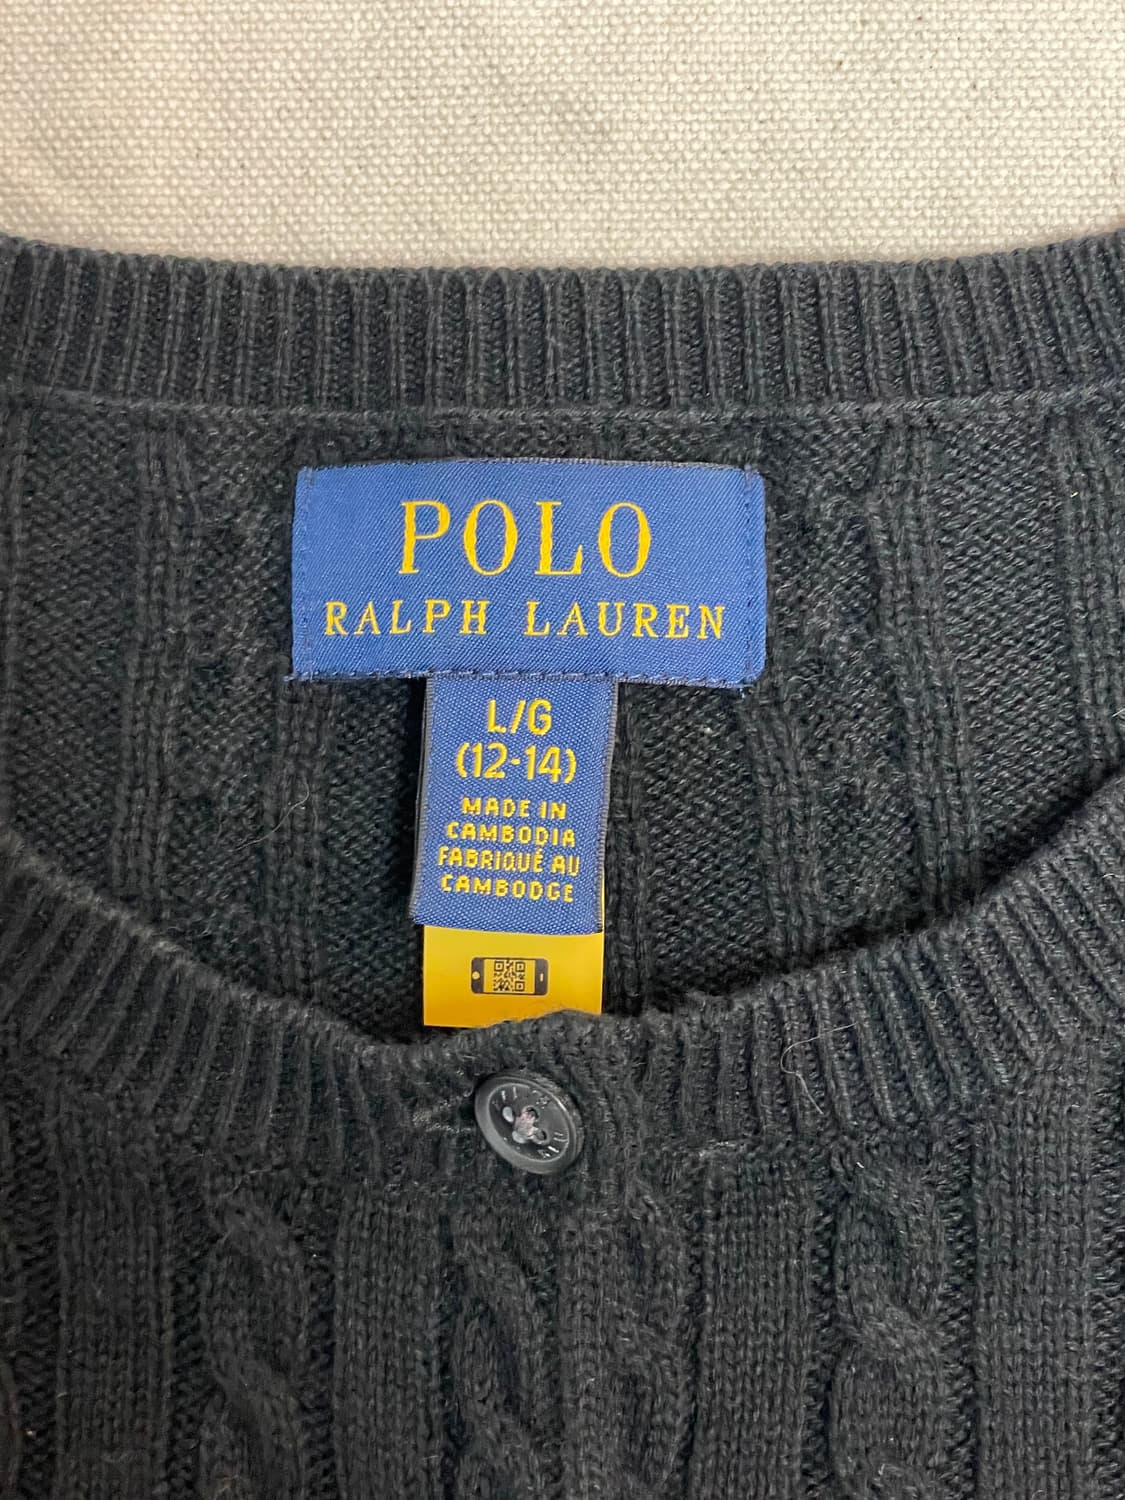 POLO
RALPH LAUREN
L/G
(12-14)
MADE IN
CAMBODIA
FABRIQUÉ AU
CAMBODGE